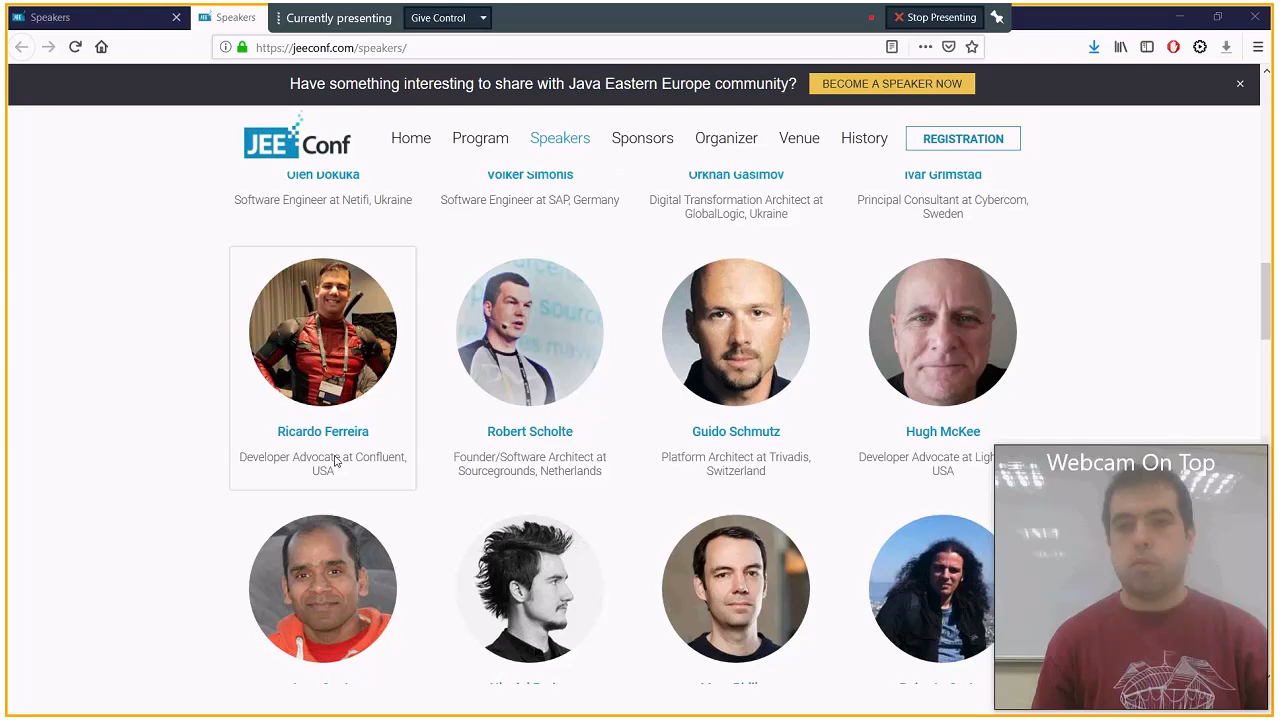 Speakers
Speakers
Currently presenting
Give Control
Stop Presenting
https://jeeconf.com/speakers/
Have something interesting to share with Java Eastern Europe community?
BECOME A SPEAKER NOW
JEE Conf
Home
Program
Speakers
Sponsors
Organizer
Venue
History
REGISTRATION
Oleh Dokuka
Volker Simonis
Orkhan Gasimov
Ivar Grimstad
Software Engineer at Netifi, Ukraine
Software Engineer at SAP, Germany
Digital Transformation Architect at
GlobalLogic, Ukraine
Principal Consultant at Cybercom,
Sweden
Ricardo Ferreira
Robert Scholte
Guido Schmutz
Hugh McKee
Developer Advocate at Confluent,
USA
Founder/Software Architect at
Sourcegrounds, Netherlands
Platform Architect at Trivadis,
Switzerland
Developer Advocate at
USA
Webcam On Top